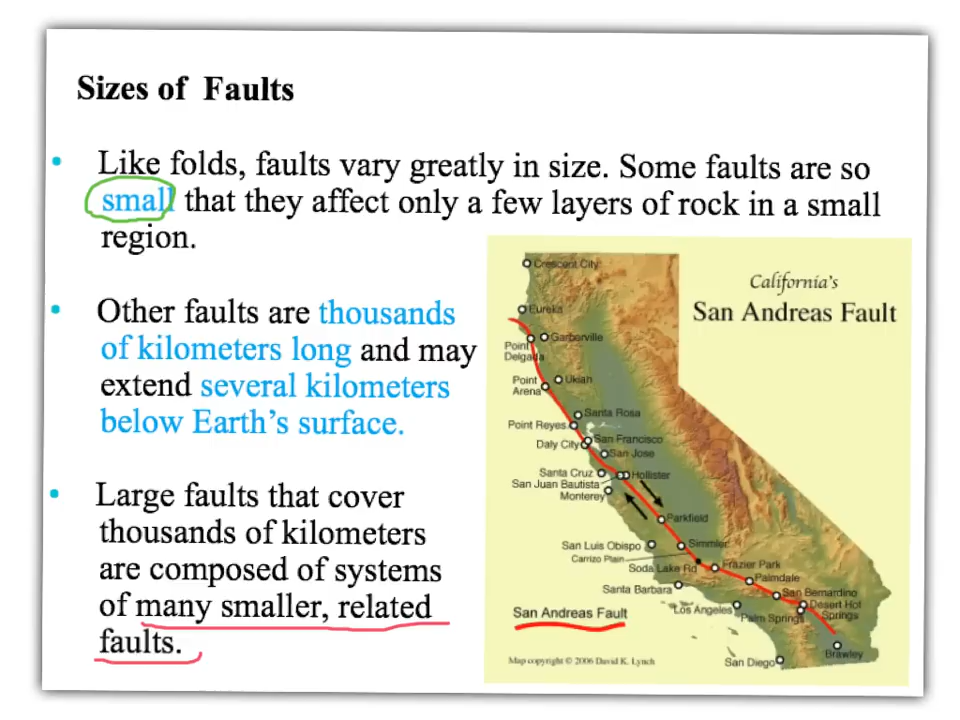 Sizes of Faults
• Like folds, faults vary greatly in size. Some faults are so
small that they affect only a few layers of rock in a small
region.
• Other faults are thousands
of kilometers long and may
extend several kilometers
below Earth's surface.
• Large faults that cover
thousands of kilometers
are composed of systems
of many smaller, related
faults.
California's
San Andreas Fault
Crescent City
Eureka
Garberville
Point
Delgada
Point
Arena
Ukiah
Santa Rosa
Point Reyes
San Francisco
Daly City
San Jose
Santa Cruz
Hollister
San Juan Bautista
Monterey
Parkfield
San Luis Obispo
Simmler
Carrizo Plain
Soda Lake Rd
Frazier Park
Palmdale
Santa Barbara
San Bernardino
Los Angeles
Desert Hot
Springs
Palm Springs
San Andreas Fault
Brawley
San Diego
Map copyright © 2006 David K. Lynch